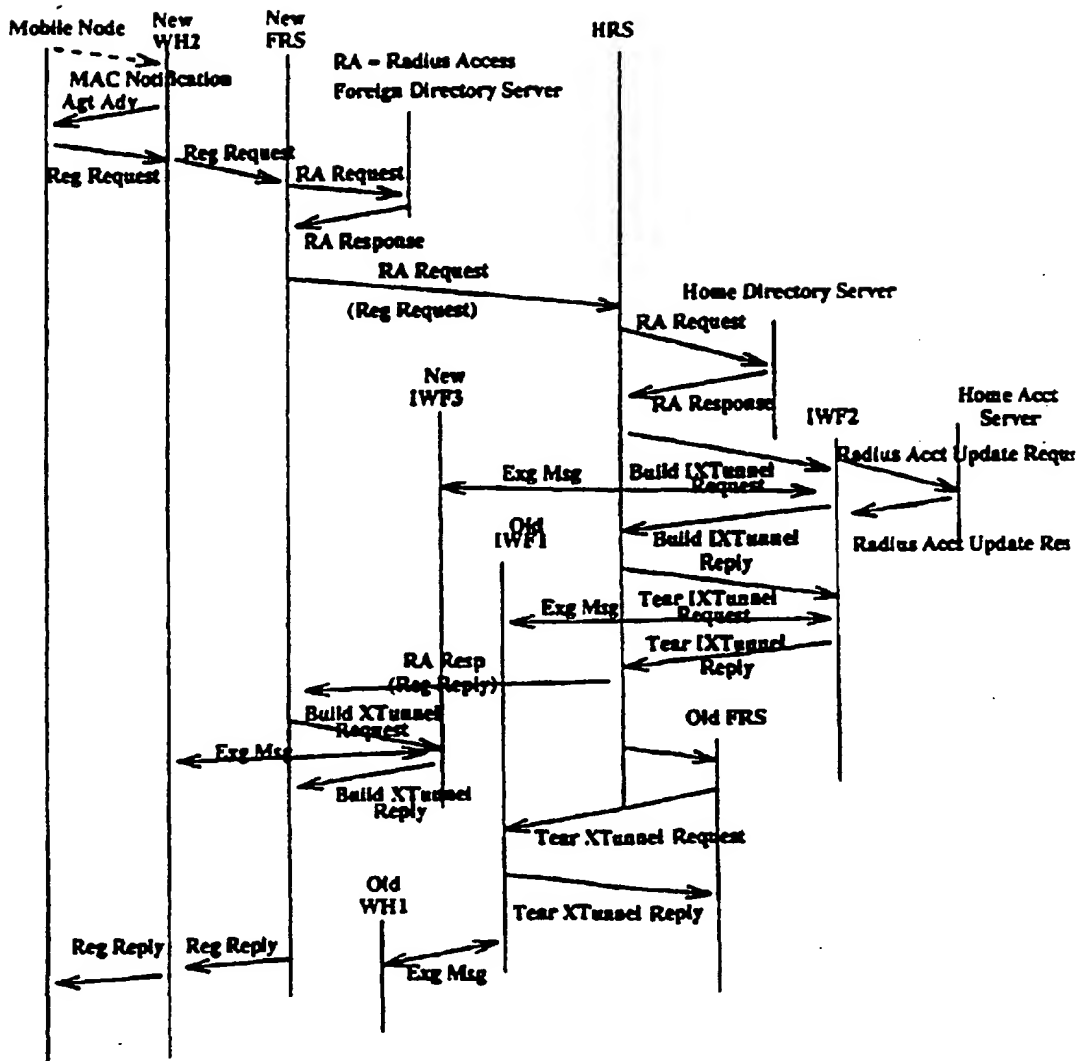 Mobile Node
New
WH2
New
FRS
HRS
RA - Radius Access
Foreign Directory Server
MAC Notification
Agt Adv
Reg Request
Reg Request
RA Request
RA Response
RA Request
(Reg Request)
Home Directory Server
RA Request
RA Response
New
IWF3
IWF2
Home Acct
Server
Radius Acct Update Requ
Exg Msg
Build IXTunnel
Request
Old
IWF1
Build IXTunnel
Reply
Radius Acct Update Res
Exg Msg
Tear IXTunnel
Request
Tear IXTunnel
Reply
RA Resp
(Reg Reply)
Build XTunnel
Request
Old FRS
Exg Msg
Build XTunnel
Reply
Tear XTunnel Request
Old
WH1
Tear XTunnel Reply
Reg Reply
Reg Reply
Exg Msg